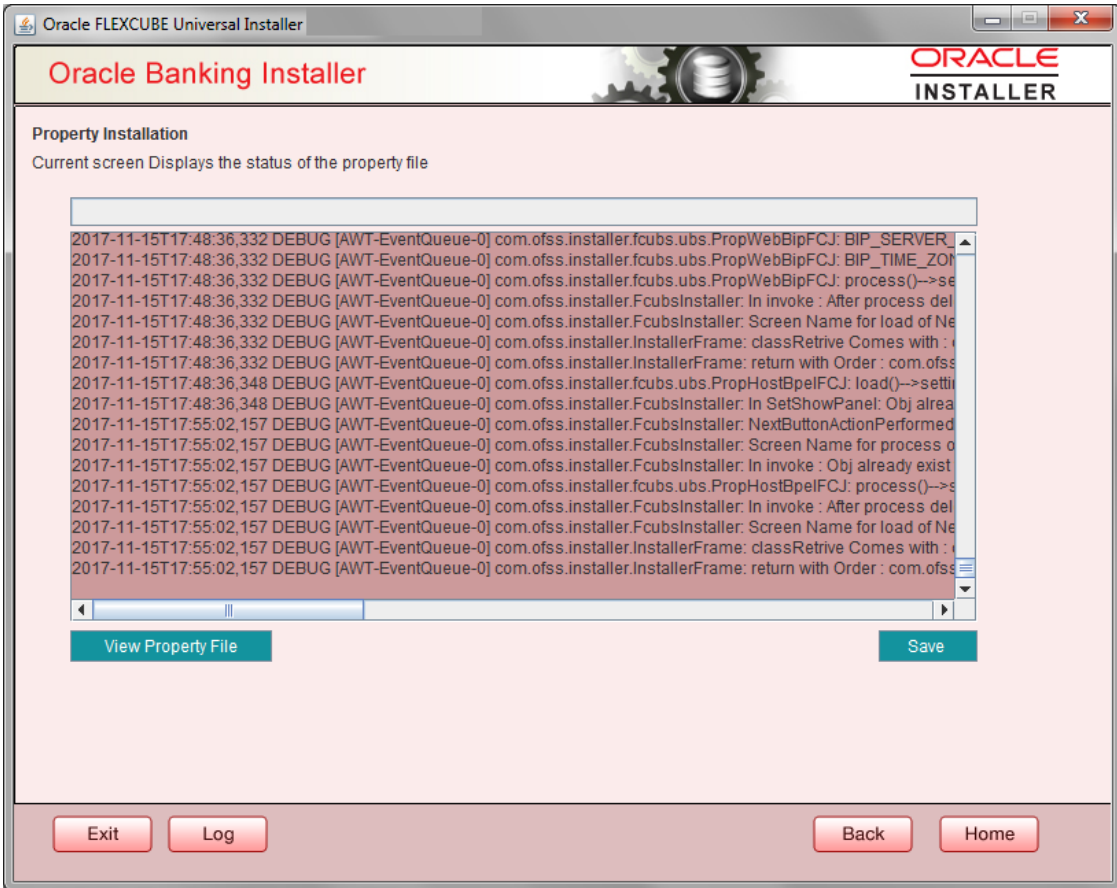 Oracle FLEXCUBE Universal Installer
Oracle Banking Installer
ORACLE
INSTALLER
Property Installation
Current screen Displays the status of the property file
2017-11-15T17:48:36,332 DEBUG [AWT-EventQueue-0] com.ofss.installer.fcubs.ubs.PropWebBipFCJ: BIP_SERVER_
2017-11-15T17:48:36,332 DEBUG [AWT-EventQueue-0] com.ofss.installer.fcubs.ubs.PropWebBipFCJ: BIP_TIME_ZON
2017-11-15T17:48:36,332 DEBUG [AWT-EventQueue-0] com.ofss.installer.fcubs.ubs.PropWebBipFCJ: process()-->se
2017-11-15T17:48:36,332 DEBUG [AWT-EventQueue-0] com.ofss.installer.FcubsInstaller: In invoke : After process del
2017-11-15T17:48:36,332 DEBUG [AWT-EventQueue-0] com.ofss.installer.FcubsInstaller: Screen Name for load of Ne
2017-11-15T17:48:36,332 DEBUG [AWT-EventQueue-0] com.ofss.installer.InstallerFrame: classRetrive Comes with :
2017-11-15T17:48:36,332 DEBUG [AWT-EventQueue-0] com.ofss.installer.InstallerFrame: return with Order : com.ofss
2017-11-15T17:48:36,348 DEBUG [AWT-EventQueue-0] com.ofss.installer.fcubs.ubs.PropHostBpelFCJ: load()-->settin
2017-11-15T17:48:36,348 DEBUG [AWT-EventQueue-0] com.ofss.installer.FcubsInstaller: In SetShowPanel: Obj alrea
2017-11-15T17:55:02,157 DEBUG [AWT-EventQueue-0] com.ofss.installer.FcubsInstaller: NextButtonActionPerformed
2017-11-15T17:55:02,157 DEBUG [AWT-EventQueue-0] com.ofss.installer.FcubsInstaller: Screen Name for process o
2017-11-15T17:55:02,157 DEBUG [AWT-EventQueue-0] com.ofss.installer.FcubsInstaller: In invoke : Obj already exist
2017-11-15T17:55:02,157 DEBUG [AWT-EventQueue-0] com.ofss.installer.fcubs.ubs.PropHostBpelFCJ: process()-->s
2017-11-15T17:55:02,157 DEBUG [AWT-EventQueue-0] com.ofss.installer.FcubsInstaller: In invoke : After process del
2017-11-15T17:55:02,157 DEBUG [AWT-EventQueue-0] com.ofss.installer.FcubsInstaller: Screen Name for load of Ne
2017-11-15T17:55:02,157 DEBUG [AWT-EventQueue-0] com.ofss.installer.InstallerFrame: classRetrive Comes with :
2017-11-15T17:55:02,157 DEBUG [AWT-EventQueue-0] com.ofss.installer.InstallerFrame: return with Order : com.ofss
View Property File
Save
Exit
Log
Back
Home